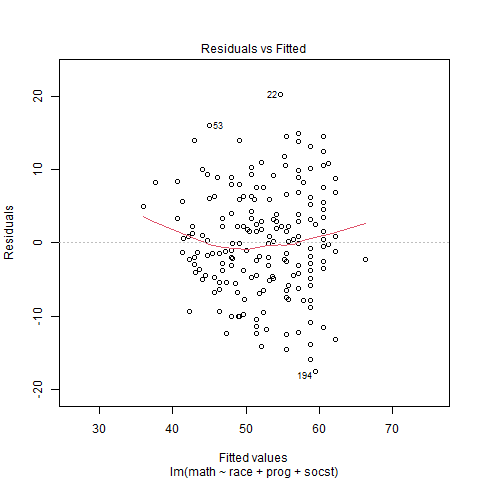 Residuals vs Fitted
Residuals
20
10
0
-10
-20
22
53
194
30 40 50 60 70
Fitted values
lm(math ~ race + prog + socst)